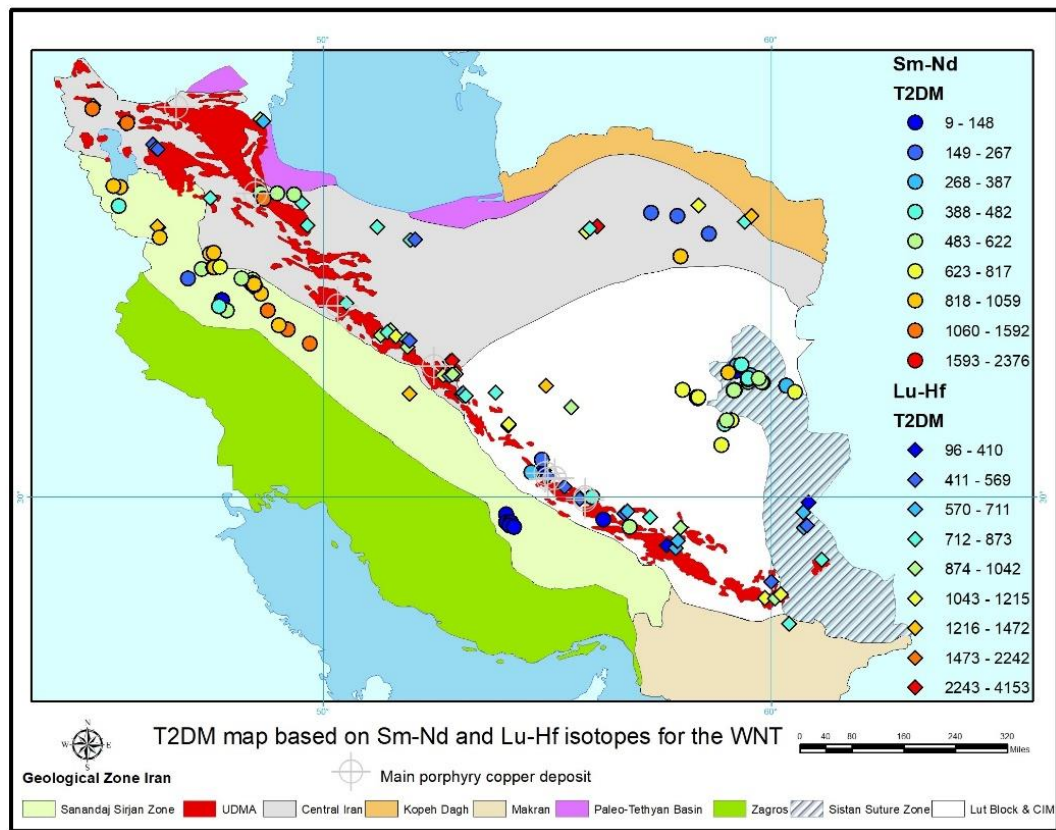 50°
60°
Sm-Nd
T2DM
9 - 148
149 - 267
268 - 387
388 - 482
483 - 622
623 - 817
818 - 1059
1060 - 1592
1593 - 2376
Lu-Hf
T2DM
96 - 410
411 - 569
570 - 711
712 - 873
874 - 1042
1043 - 1215
1216 - 1472
1473 - 2242
2243 - 4153
30°
30°
50°
60°
N
W E
S
T2DM map based on Sm-Nd and Lu-Hf isotopes for the WNT
0 40 80 160 240 320
Miles
Geological Zone Iran
Main porphyry copper deposit
Sanandaj Sirjan Zone
UDMA
Central Iran
Kopeh Dagh
Makran
Paleo-Tethyan Basin
Zagros
Sistan Suture Zone
Lut Block & CIM